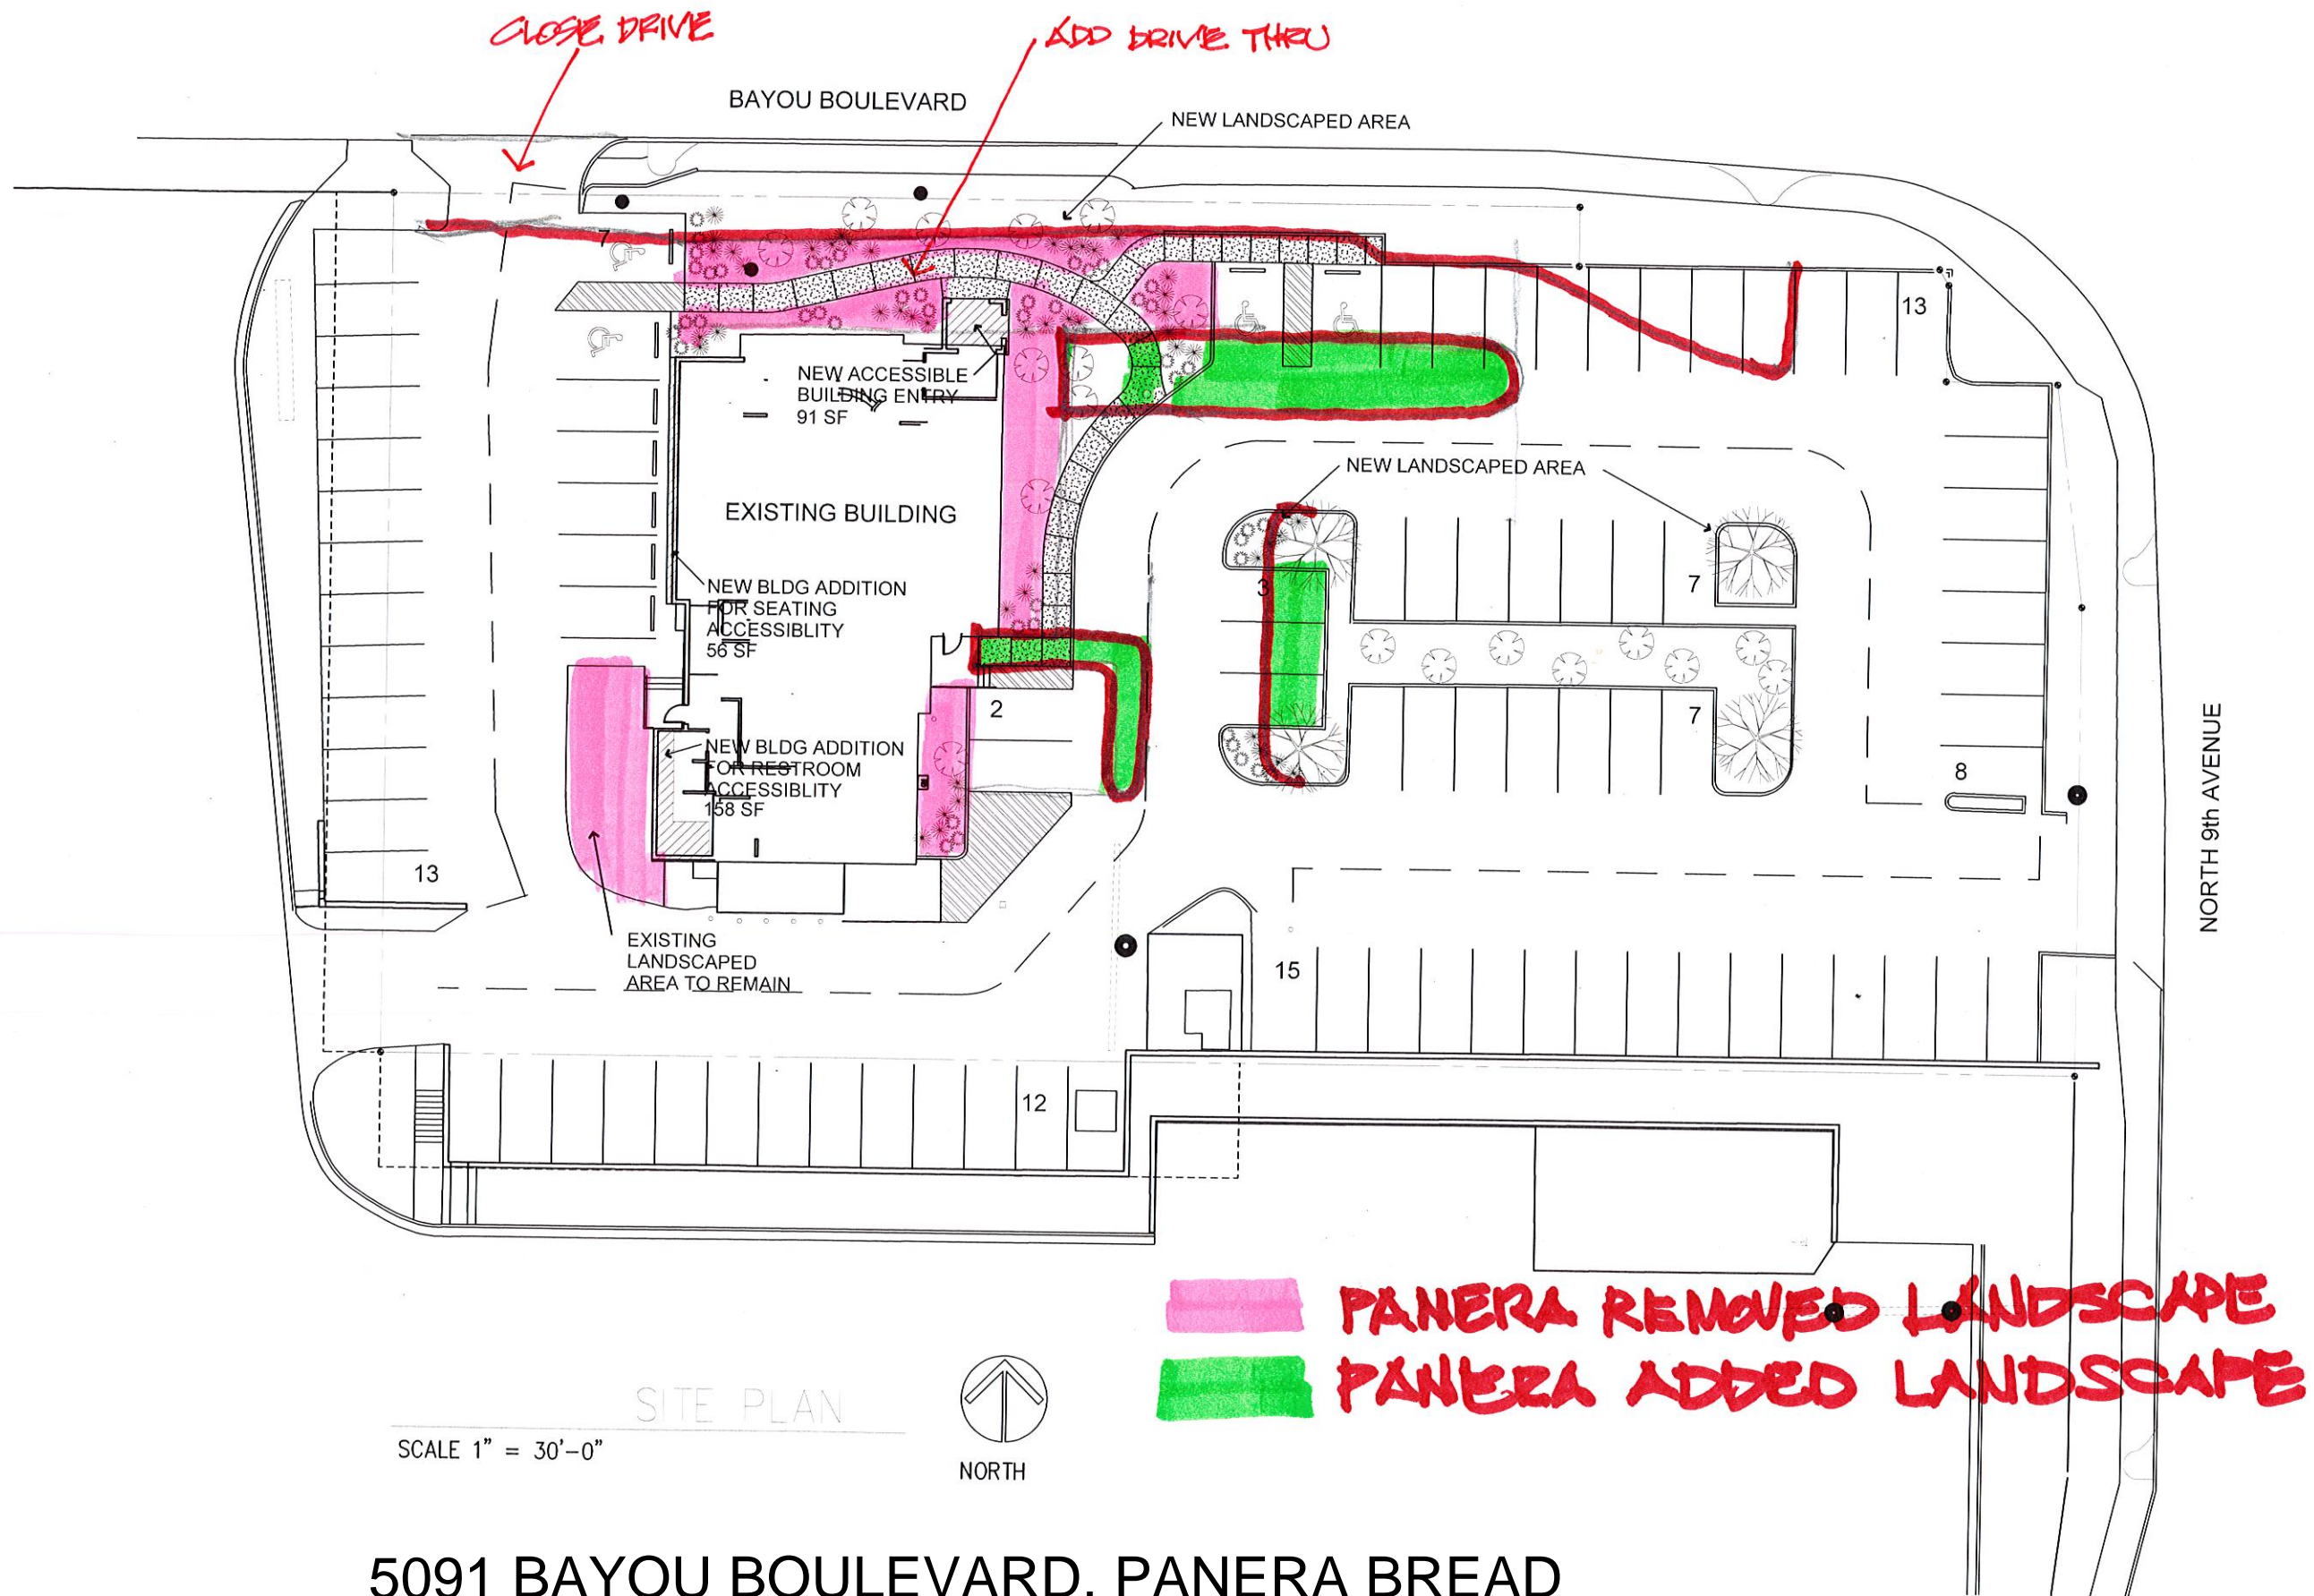 CLOSE DRIVE
ADD DRIVE THRU
BAYOU BOULEVARD
NEW LANDSCAPED AREA
7
13
NEW ACCESSIBLE
BUILDING ENTRY
91 SF
NEW LANDSCAPED AREA
EXISTING BUILDING
NEW BLDG ADDITION
FOR SEATING
ACCESSIBLITY
56 SF
3
7
2
7
NEW BLDG ADDITION
FOR RESTROOM
ACCESSIBLITY
158 SF
8
NORTH 9th AVENUE
13
EXISTING
LANDSCAPED
AREA TO REMAIN
15
12
PANERA REMOVED LANDSCAPE
PANERA ADDED LANDSCAPE
SITE PLAN
SCALE 1" = 30'-0"
NORTH
5091 BAYOU BOULEVARD, PANERA BREAD